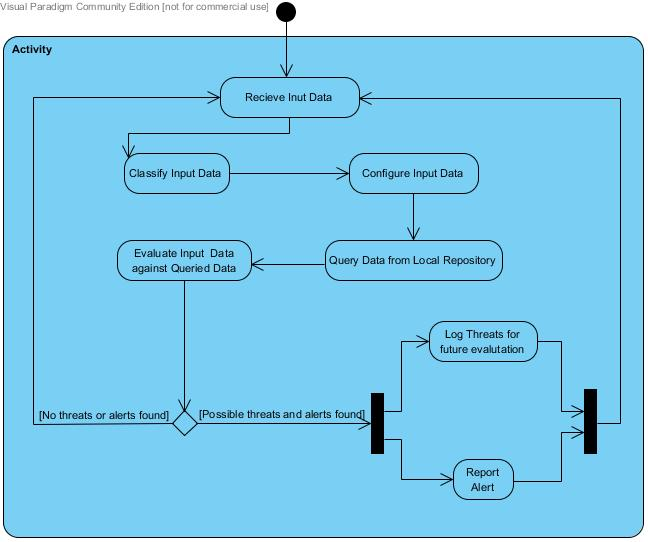 Visual Paradigm Community Edition [not for commercial use]
Activity
Recieve Inut Data
Classify Input Data
Configure Input Data
Evaluate Input Data
against Queried Data
Query Data from Local Repository
Log Threats for
future evalutation
[No threats or alerts found]
[Possible threats and alerts found]
Report
Alert